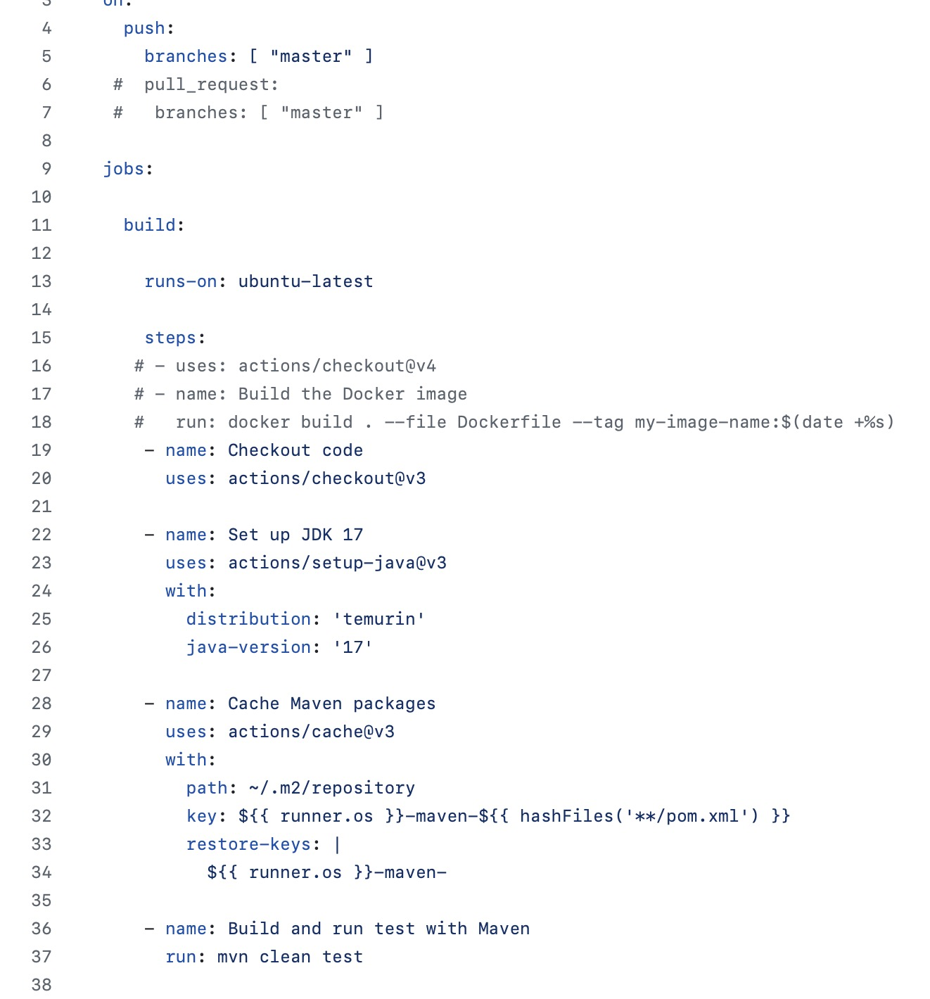 3 on:
4 push:
5 branches: [ "master" ]
6 # pull_request:
7 # branches: [ "master" ]
8
9 jobs:
10
11 build:
12
13 runs-on: ubuntu-latest
14
15 steps:
16 # - uses: actions/checkout@v4
17 # - name: Build the Docker image
18 # run: docker build . --file Dockerfile --tag my-image-name:$(date +%s)
19 - name: Checkout code
20 uses: actions/checkout@v3
21
22 - name: Set up JDK 17
23 uses: actions/setup-java@v3
24 with:
25 distribution: 'temurin'
26 java-version: '17'
27
28 - name: Cache Maven packages
29 uses: actions/cache@v3
30 with:
31 path: ~/.m2/repository
32 key: ${{ runner.os }}-maven-${{ hashFiles('**/pom.xml') }}
33 restore-keys: |
34 ${{ runner.os }}-maven-
35
36 - name: Build and run test with Maven
37 run: mvn clean test
38